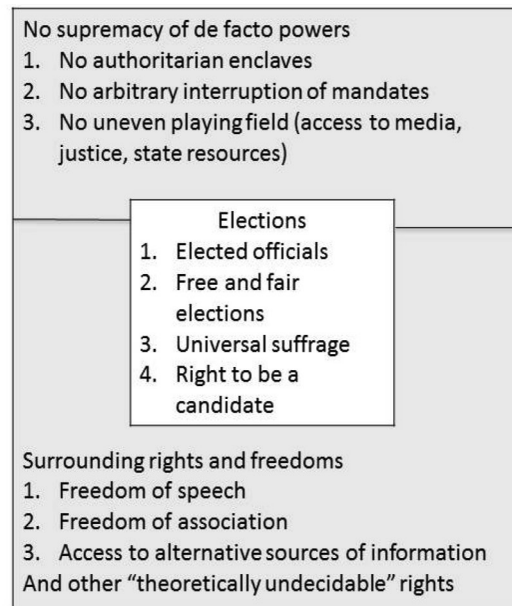 No supremacy of de facto powers
1. No authoritarian enclaves
2. No arbitrary interruption of mandates
3. No uneven playing field (access to media,
justice, state resources)
Elections
1. Elected officials
2. Free and fair
elections
3. Universal suffrage
4. Right to be a
candidate
Surrounding rights and freedoms
1. Freedom of speech
2. Freedom of association
3. Access to alternative sources of information
And other “theoretically undecidable” rights